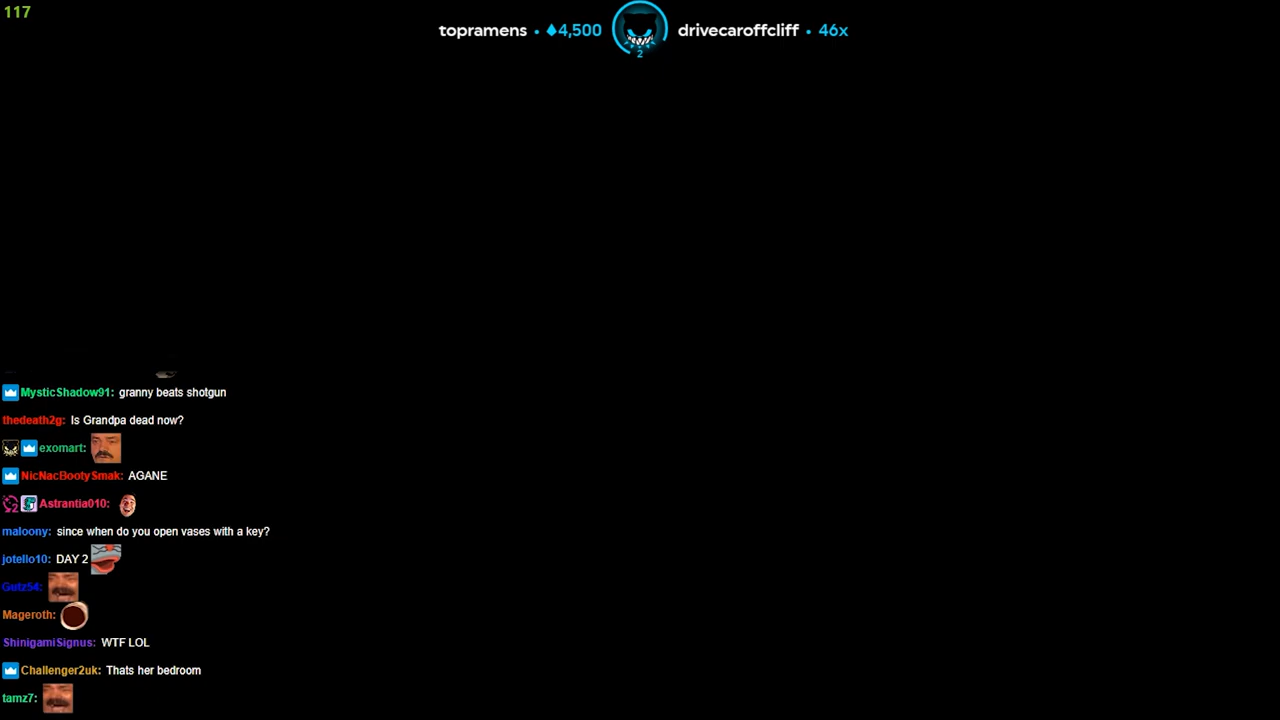 117
topramens • 4,500 drivecaroffcliff • 46x
2
MysticShadow91: granny beats shotgun
thedeath2g: Is Grandpa dead now?
exomart:
NicNacBootySmak: AGANE
Astrantia010:
maloony: since when do you open vases with a key?
jotello10: DAY 2
Gutz54:
Mageroth:
ShinigamiSignus: WTF LOL
Challenger2uk: Thats her bedroom
tamz7: